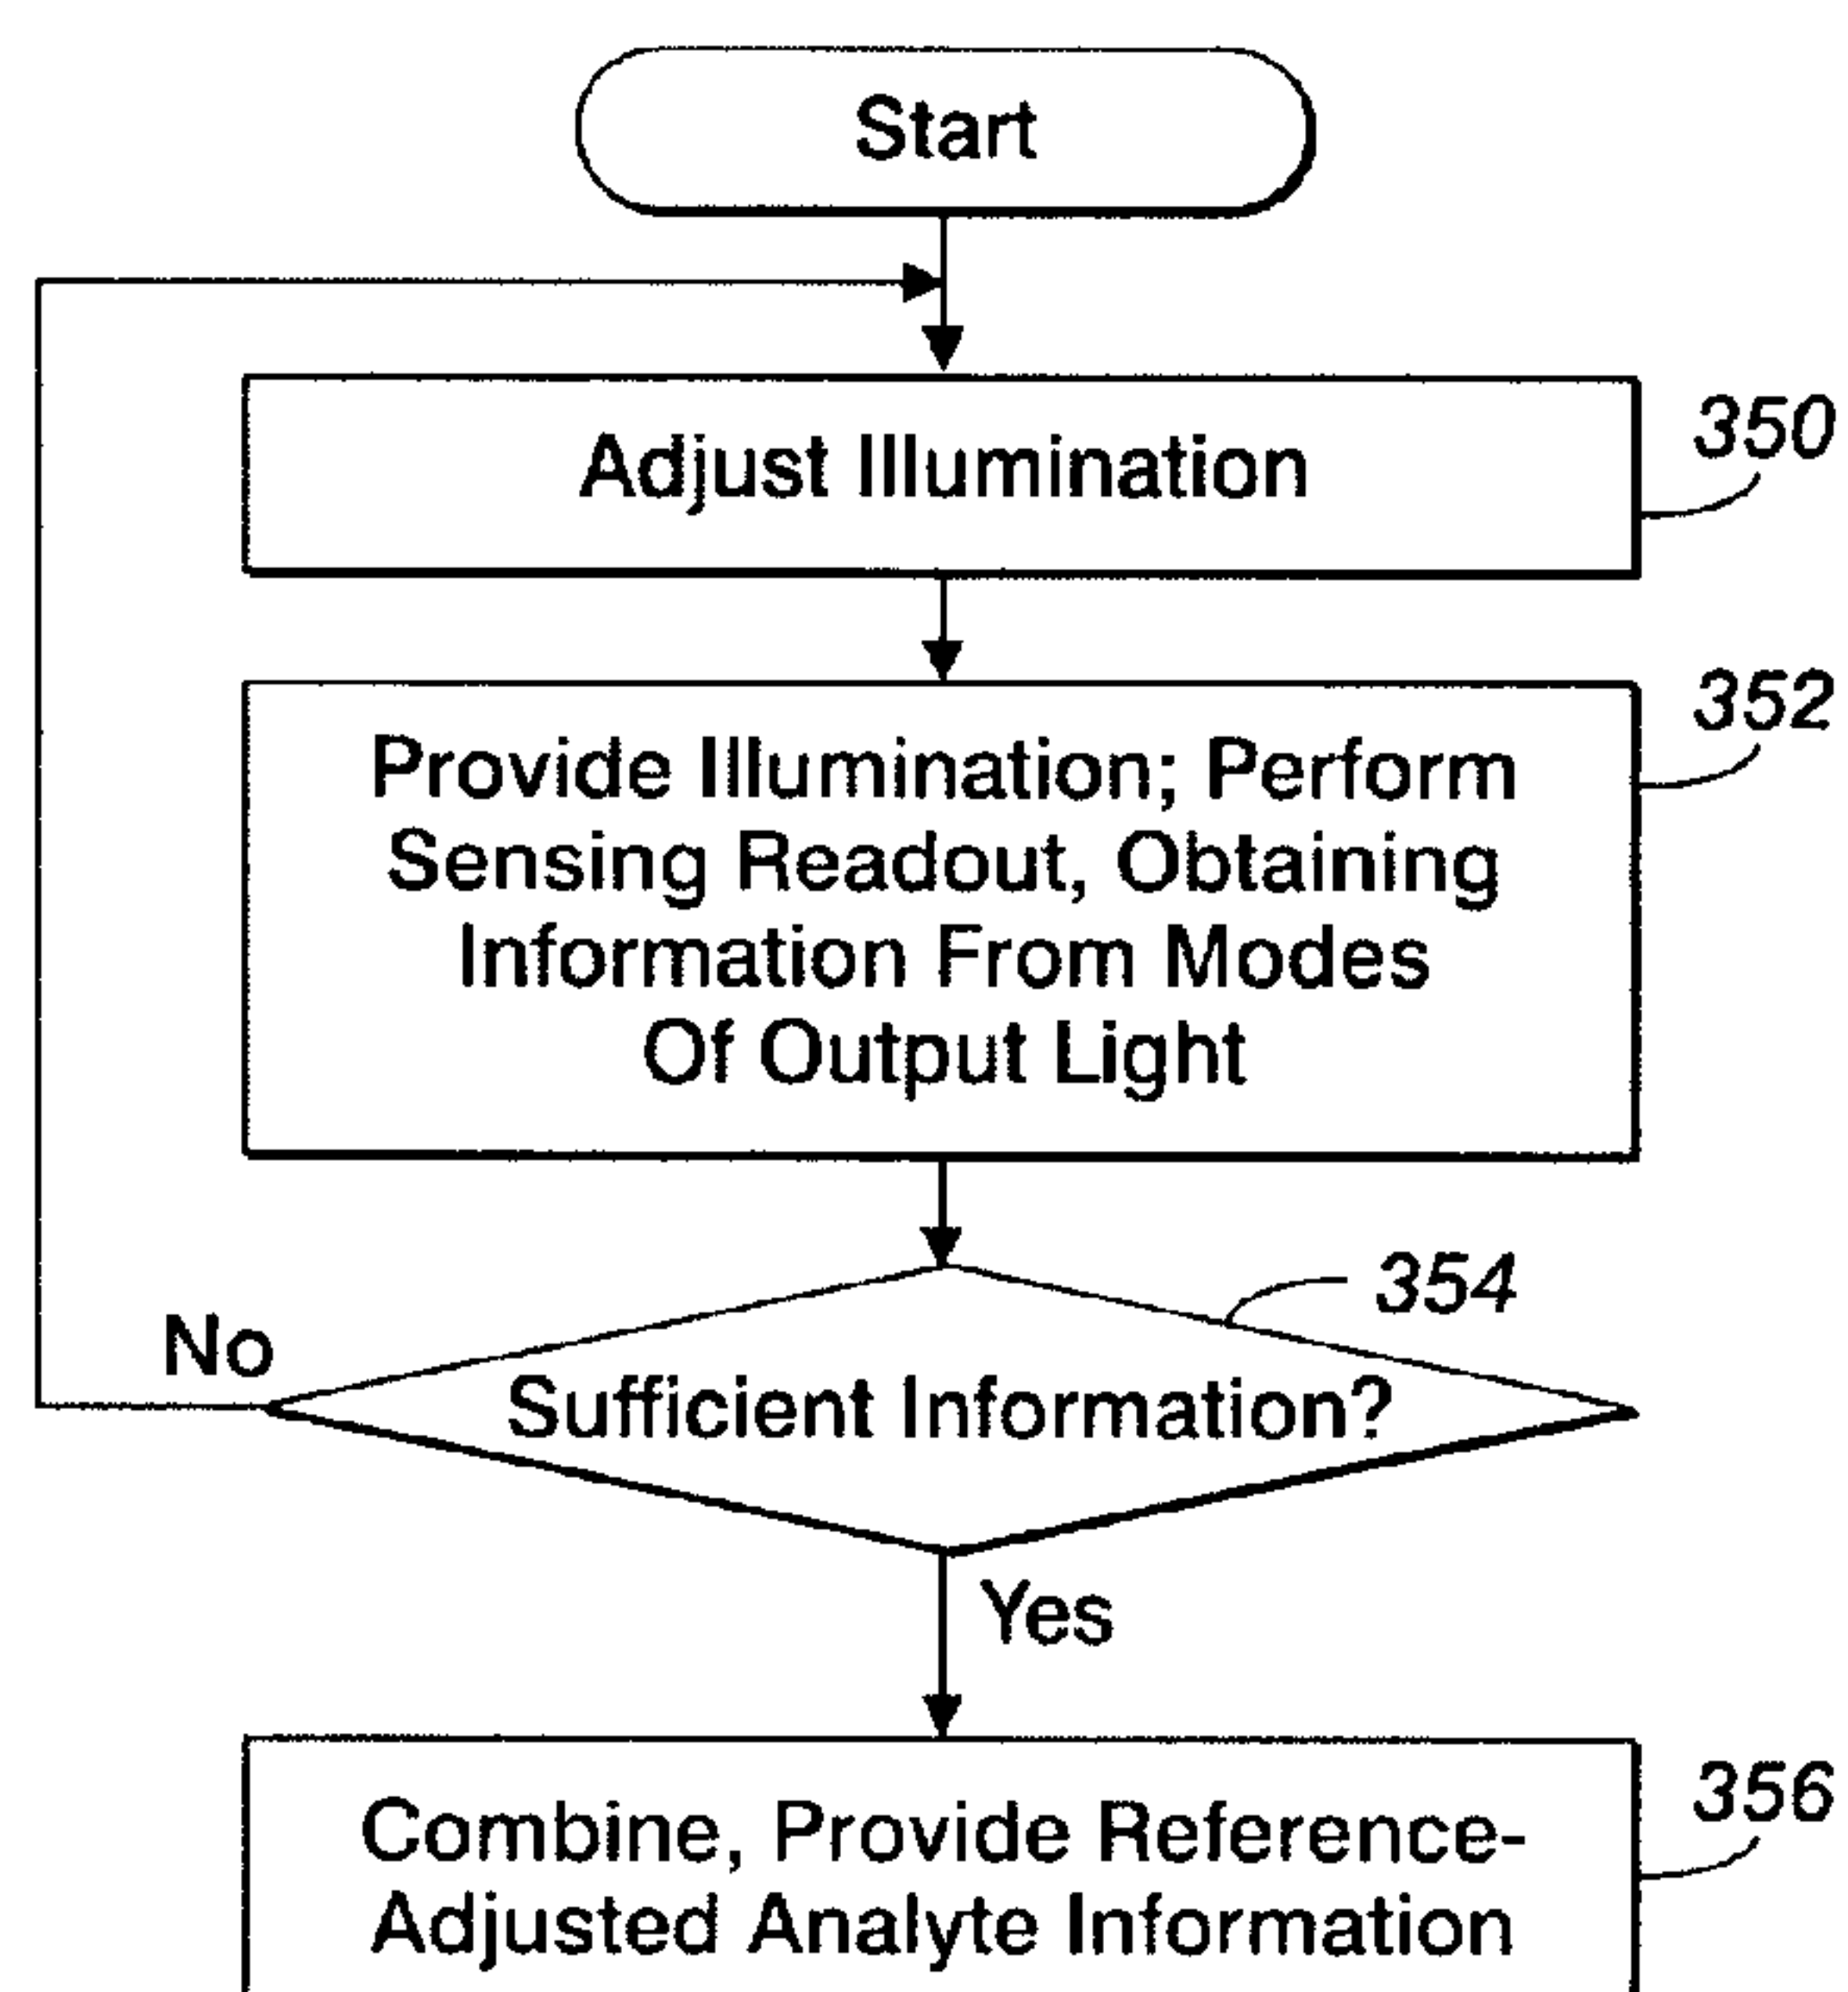 Start
Adjust Illumination
350
Provide Illumination; Perform
Sensing Readout, Obtaining
Information From Modes
Of Output Light
352
354
No
Sufficient Information?
Yes
Combine, Provide Reference-
Adjusted Analyte Information
356